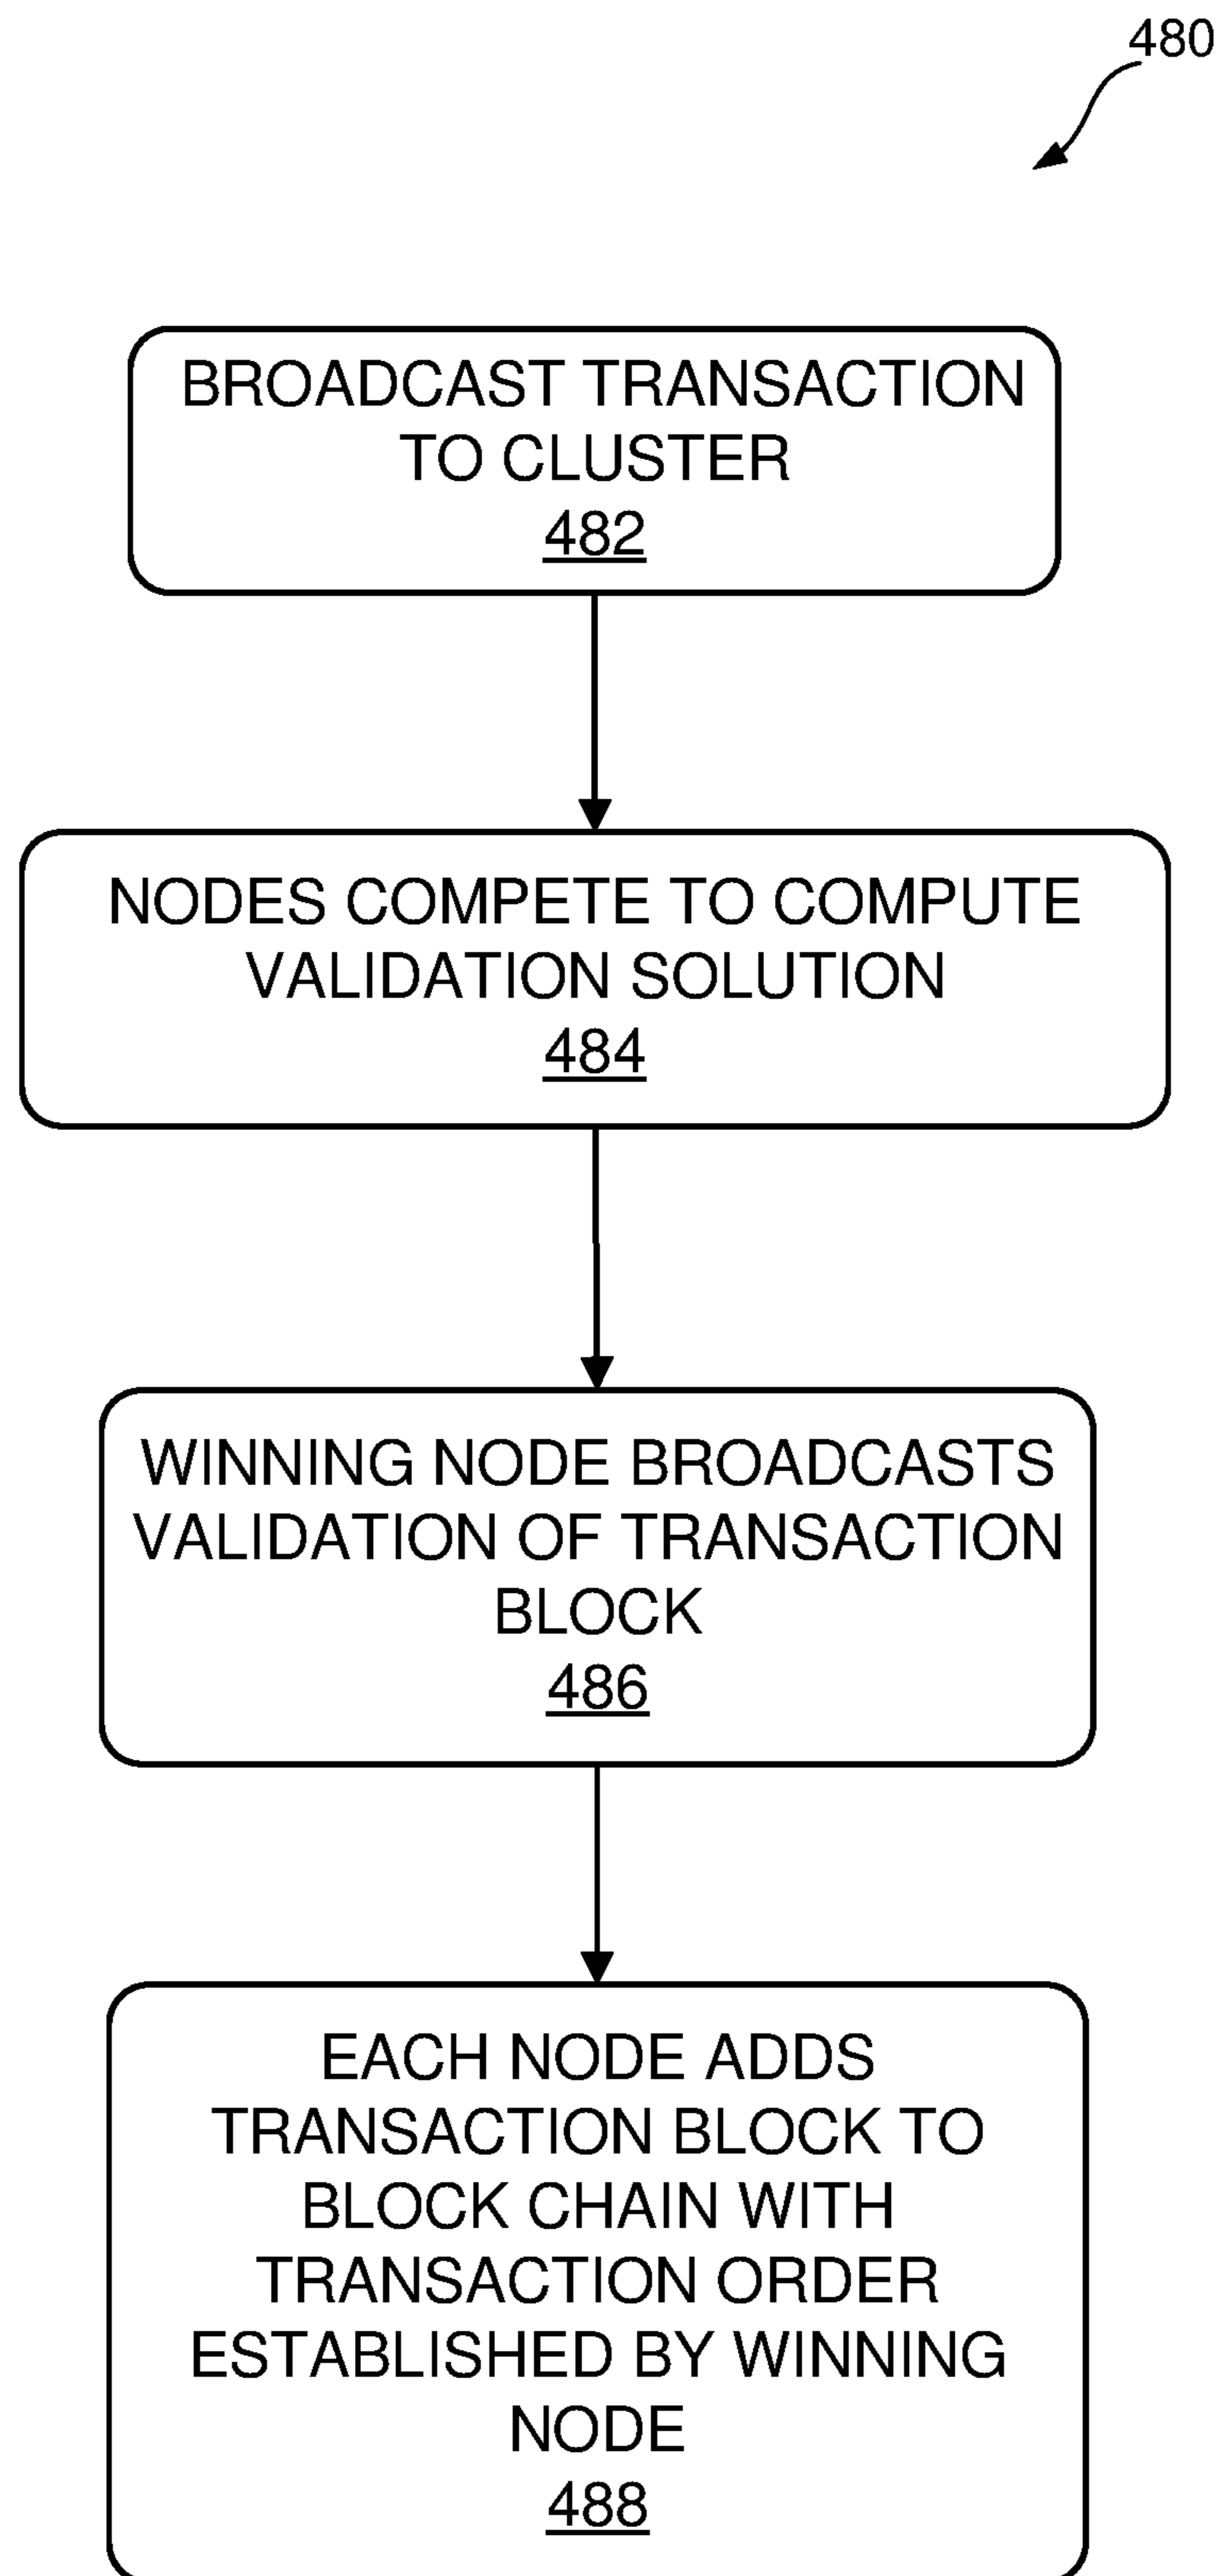 480
BROADCAST TRANSACTION
TO CLUSTER
482
NODES COMPETE TO COMPUTE
VALIDATION SOLUTION
484
WINNING NODE BROADCASTS
VALIDATION OF TRANSACTION
BLOCK
486
EACH NODE ADDS
TRANSACTION BLOCK TO
BLOCK CHAIN WITH
TRANSACTION ORDER
ESTABLISHED BY WINNING
NODE
488